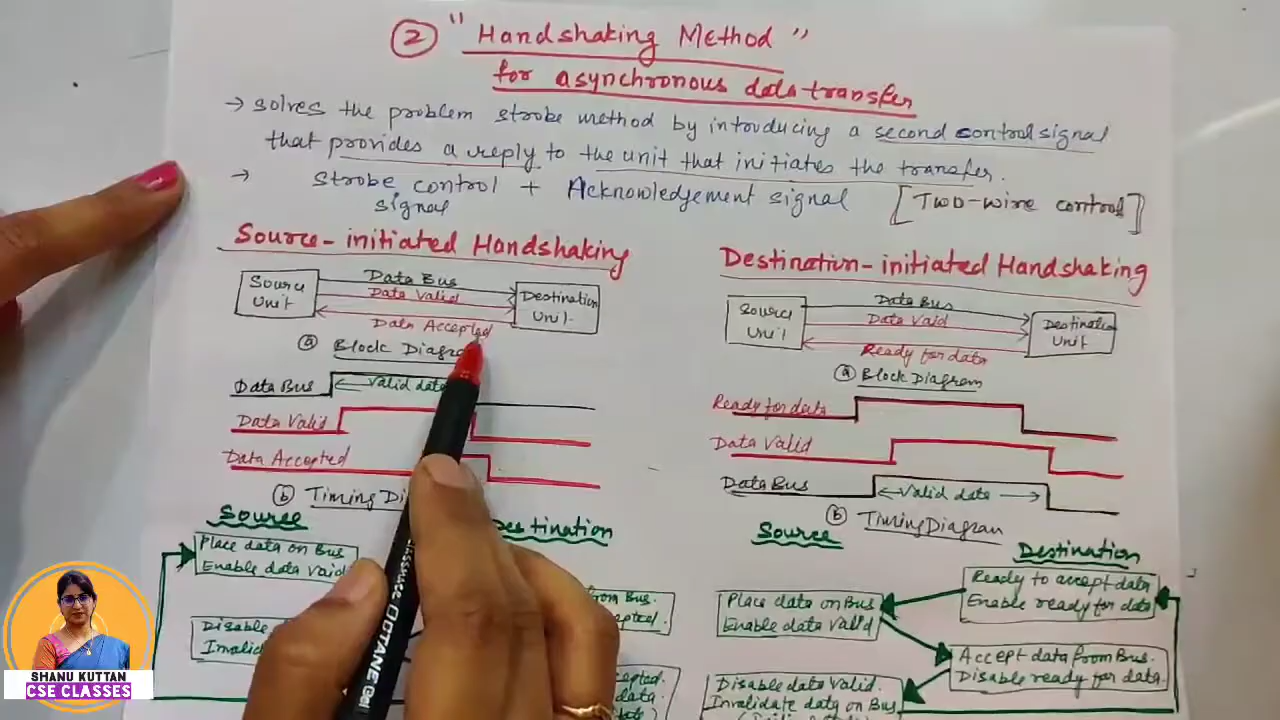 ② "Handshaking Method"
for asynchronous data transfer
→ solves the problem strobe method by introducing a second control signal
that provides a reply to the unit that initiates the transfer.
→ Strobe control + Acknowledgement signal [Two-wire control]
signal
Source-initiated Handshaking
Source Unit
Data Bus
Data Valid
Data Accepted
Destination Unit
ⓐ Block Diagram
Data Bus
Valid data
Data Valid
Data Accepted
ⓑ Timing Di
Source
Destination
Place data on Bus
Enable data valid
from Bus.
Disable
Invalid
data.
Destination-initiated Handshaking
Source Unit
Data Bus
Data Valid
Ready for data
Destination Unit
ⓐ Block Diagram
Ready for data
Data Valid
Data Bus
Valid data
ⓑ Timing Diagram
Source
Destination
Ready to accept data
Enable ready for data
Place data on Bus
Enable data valid
Accept data from Bus.
Disable ready for data.
Disable data valid.
Invalidate data on Bus
SHANU KUTTAN
CSE CLASSES